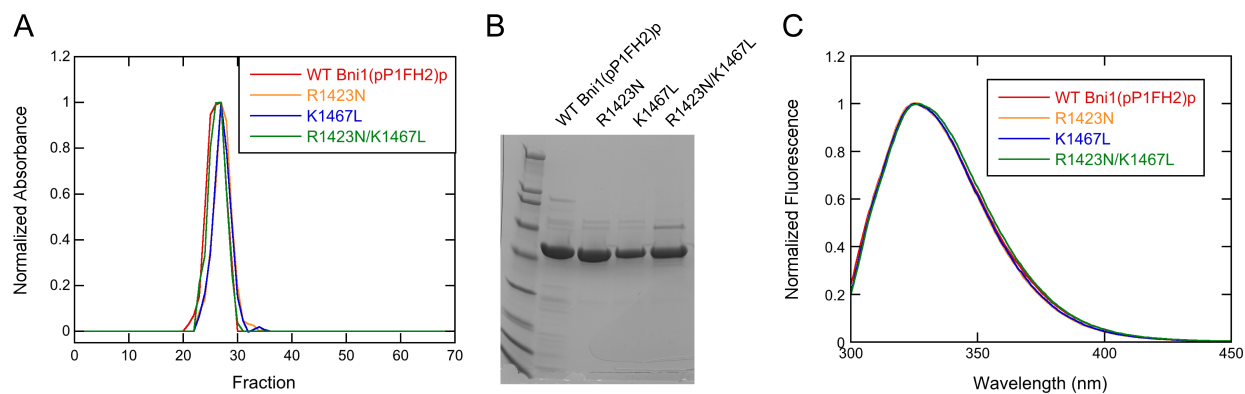 A
B
C
1.2
1
0.8
0.6
0.4
0.2
0
Normalized Absorbance
0 10 20 30 40 50 60 70
Fraction
WT Bni1(pP1FH2)p
R1423N
K1467L
R1423N/K1467L
WT Bni1(pP1FH2)p
R1423N
K1467L
R1423N/K1467L
1.2
1
0.8
0.6
0.4
0.2
0
Normalized Fluorescence
300 350 400 450
Wavelength (nm)
WT Bni1(pP1FH2)p
R1423N
K1467L
R1423N/K1467L